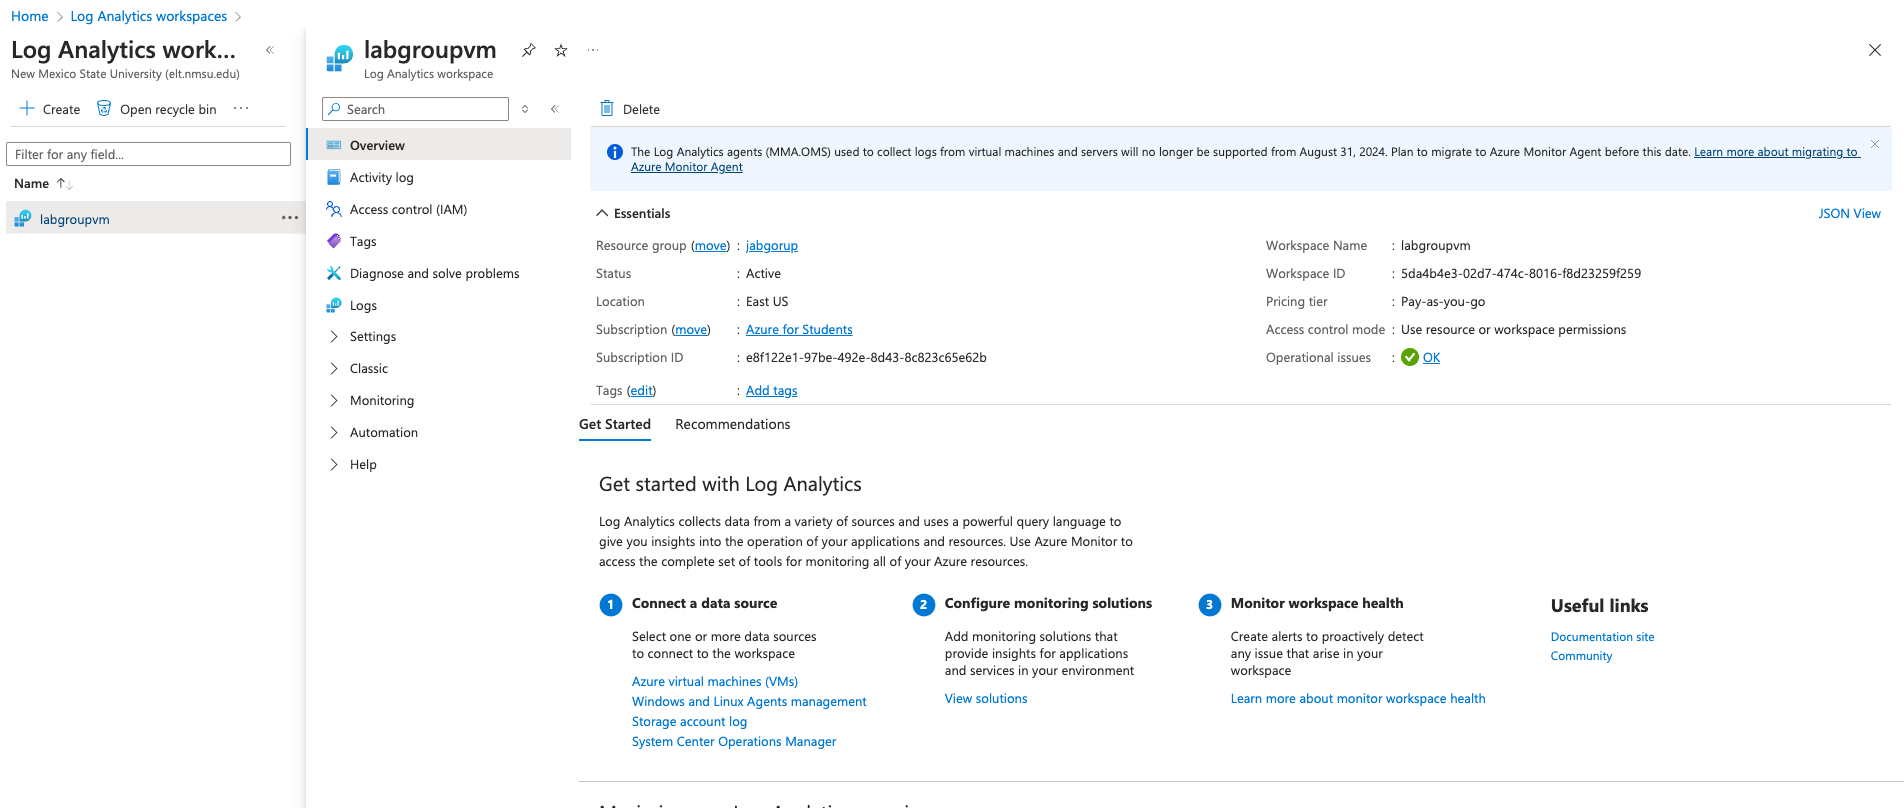 Home > Log Analytics workspaces >
Log Analytics work...
New Mexico State University (elt.nmsu.edu)
Create
Open recycle bin
Filter for any field...
Name
labgroupvm
labgroupvm
Log Analytics workspace
Search
Overview
Activity log
Access control (IAM)
Tags
Diagnose and solve problems
Logs
Settings
Classic
Monitoring
Automation
Help
Delete
The Log Analytics agents (MMA.OMS) used to collect logs from virtual machines and servers will no longer be supported from August 31, 2024. Plan to migrate to Azure Monitor Agent before this date. Learn more about migrating to
Azure Monitor Agent
Essentials
JSON View
Resource group (move) : jabgorup
Status : Active
Location : East US
Subscription (move) : Azure for Students
Subscription ID : e8f122e1-97be-492e-8d43-8c823c65e62b
Tags (edit) : Add tags
Workspace Name : labgroupvm
Workspace ID : 5da4b4e3-02d7-474c-8016-f8d23259f259
Pricing tier : Pay-as-you-go
Access control mode : Use resource or workspace permissions
Operational issues : OK
Get Started
Recommendations
Get started with Log Analytics
Log Analytics collects data from a variety of sources and uses a powerful query language to
give you insights into the operation of your applications and resources. Use Azure Monitor to
access the complete set of tools for monitoring all of your Azure resources.
1 Connect a data source
Select one or more data sources
to connect to the workspace
Azure virtual machines (VMs)
Windows and Linux Agents management
Storage account log
System Center Operations Manager
2 Configure monitoring solutions
Add monitoring solutions that
provide insights for applications
and services in your environment
View solutions
3 Monitor workspace health
Create alerts to proactively detect
any issue that arise in your
workspace
Learn more about monitor workspace health
Useful links
Documentation site
Community